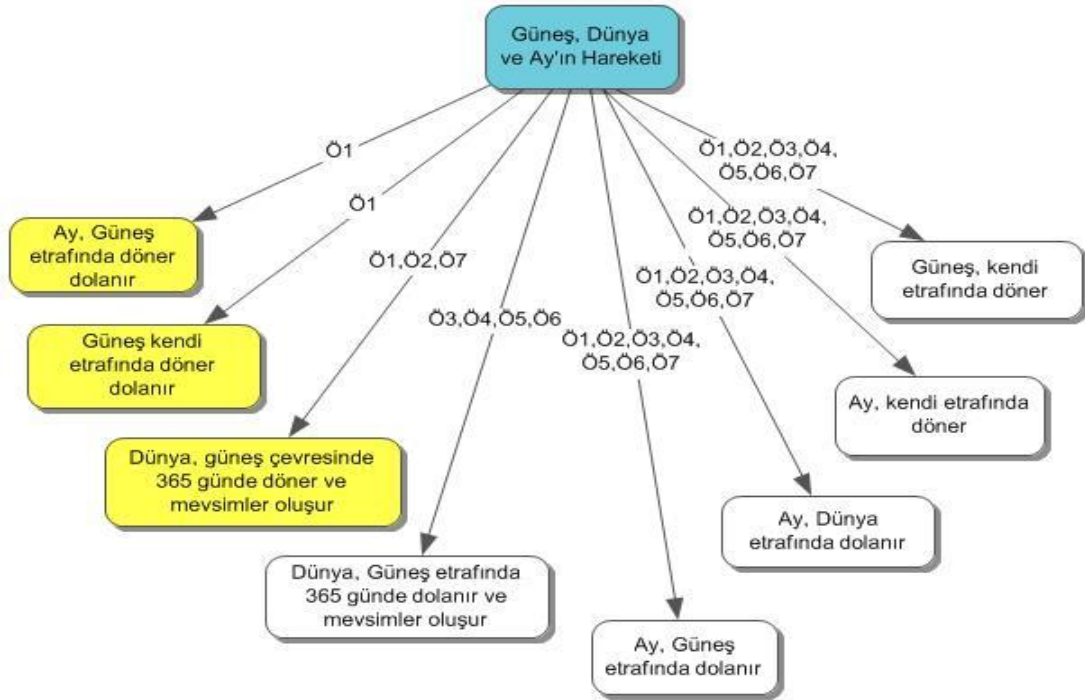 Güneş, Dünya
ve Ay'ın Hareketi
Ö1
Ö1
Ö1,Ö2,Ö7
Ö3,Ö4,Ö5,Ö6
Ö1,Ö2,Ö3,Ö4,
Ö5,Ö6,Ö7
Ö1,Ö2,Ö3,Ö4,
Ö5,Ö6,Ö7
Ö1,Ö2,Ö3,Ö4,
Ö5,Ö6,Ö7
Ö1,Ö2,Ö3,Ö4,
Ö5,Ö6,Ö7
Ay, Güneş
etrafında döner
dolanır
Güneş kendi
etrafında döner
dolanır
Dünya, güneş çevresinde
365 günde döner ve
mevsimler oluşur
Dünya, Güneş etrafında
365 günde dolanır ve
mevsimler oluşur
Ay, Güneş
etrafında dolanır
Ay, Dünya
etrafında dolanır
Ay, kendi etrafında
döner
Güneş, kendi
etrafında döner